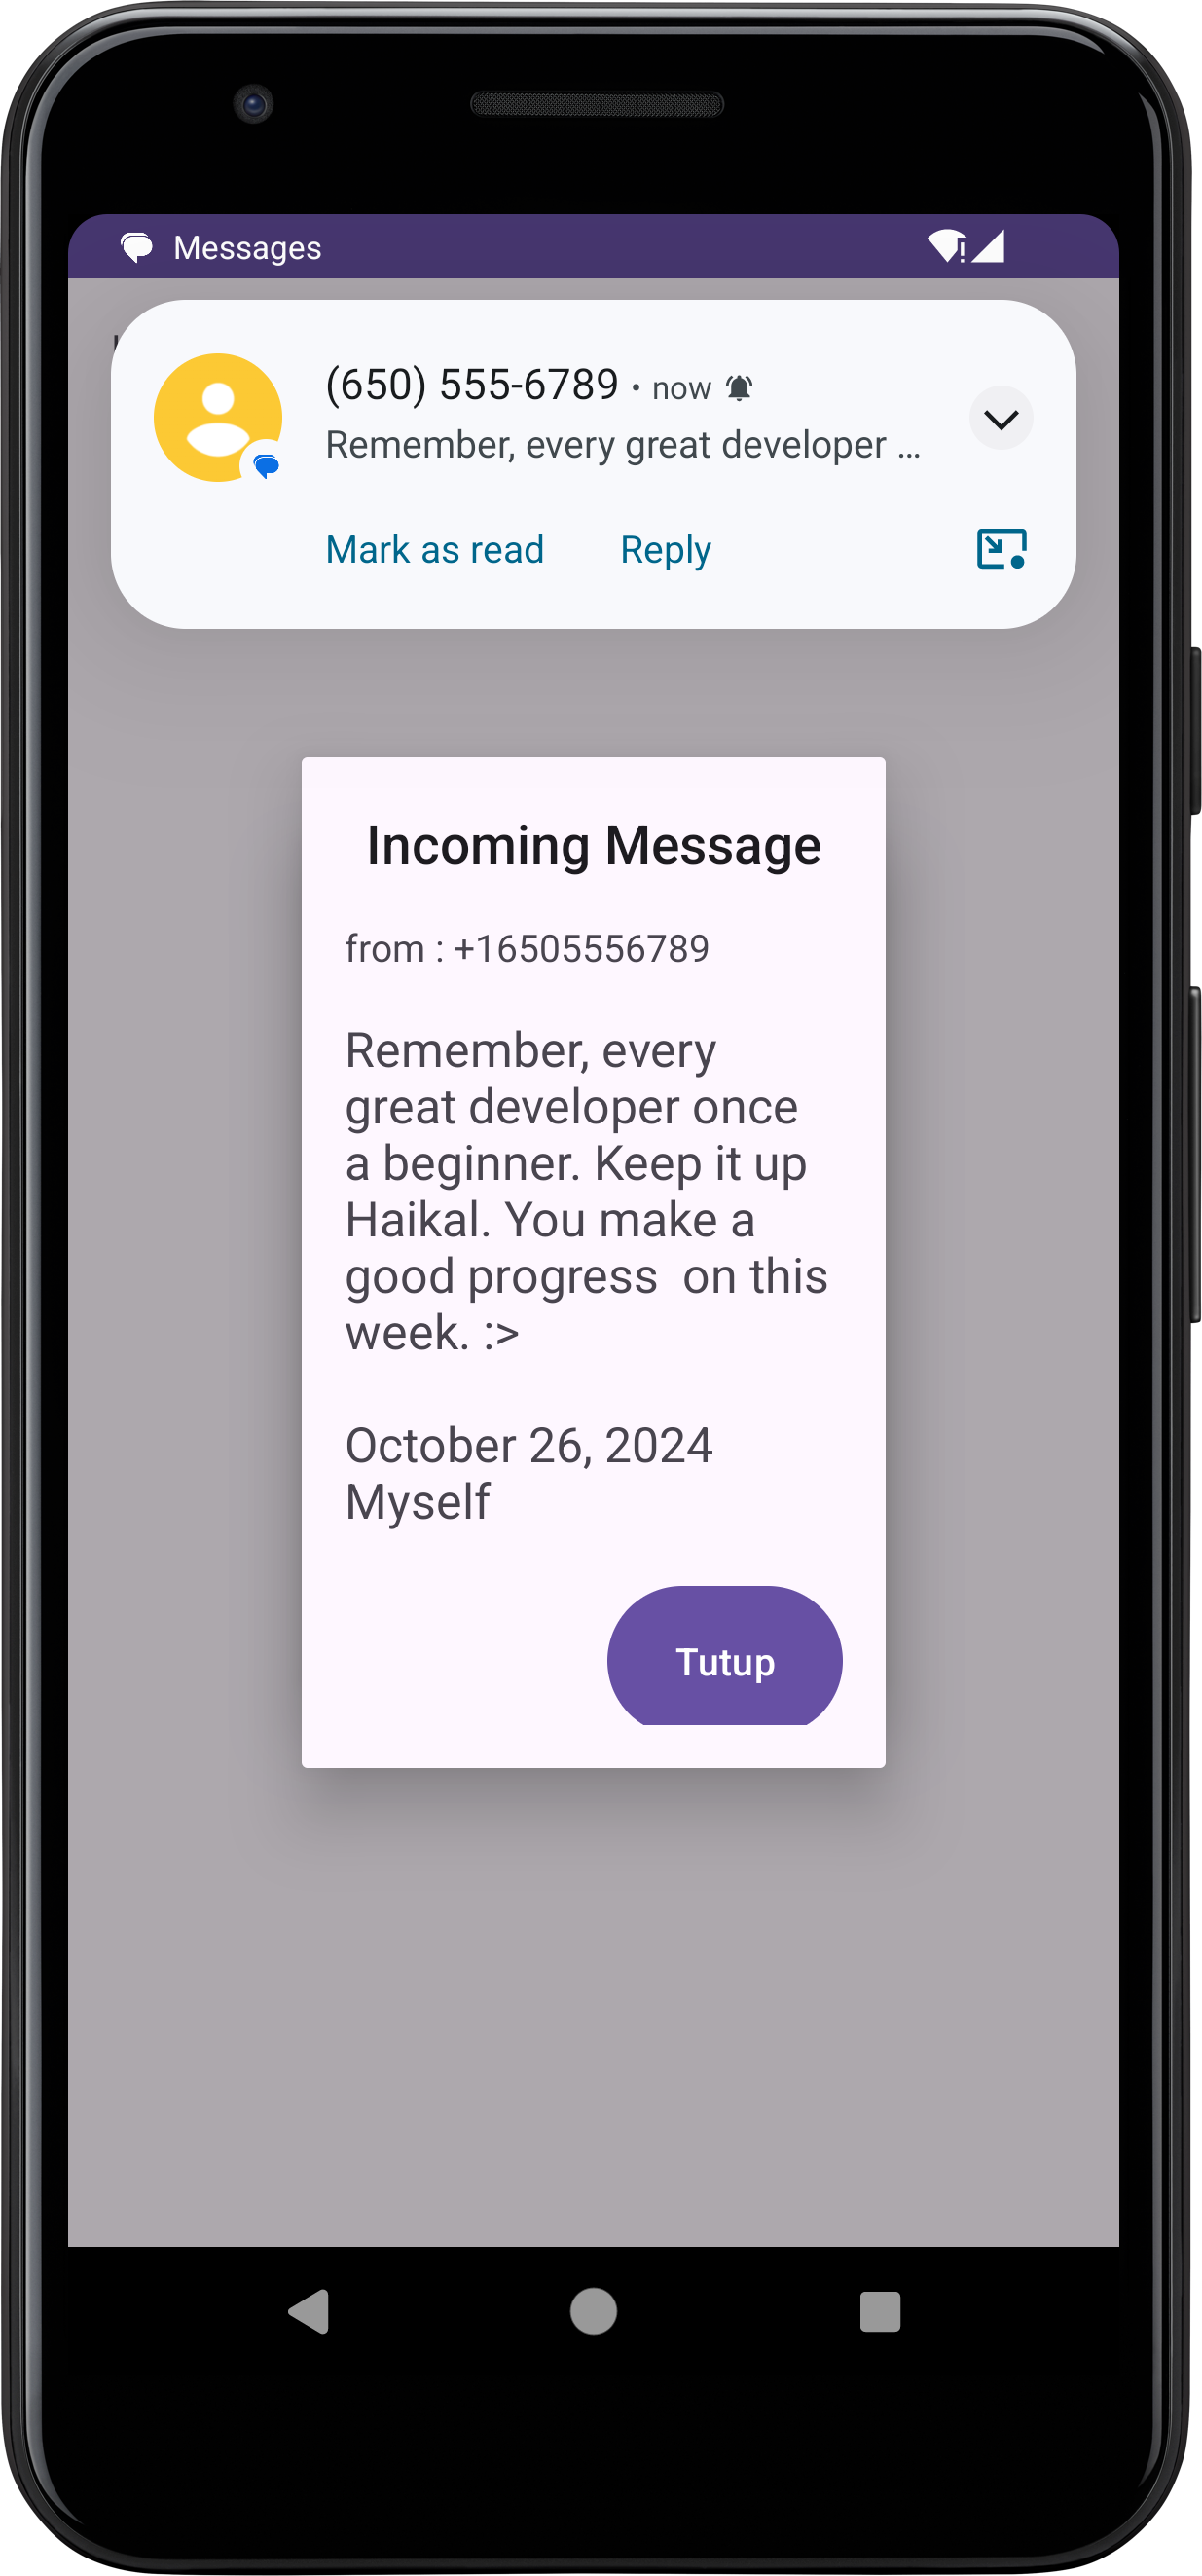 Messages
(650) 555-6789 • now
Remember, every great developer ...
Mark as read Reply
Incoming Message
from : +16505556789
Remember, every
great developer once
a beginner. Keep it up
Haikal. You make a
good progress  on this
week. :>
October 26, 2024
Myself
Tutup